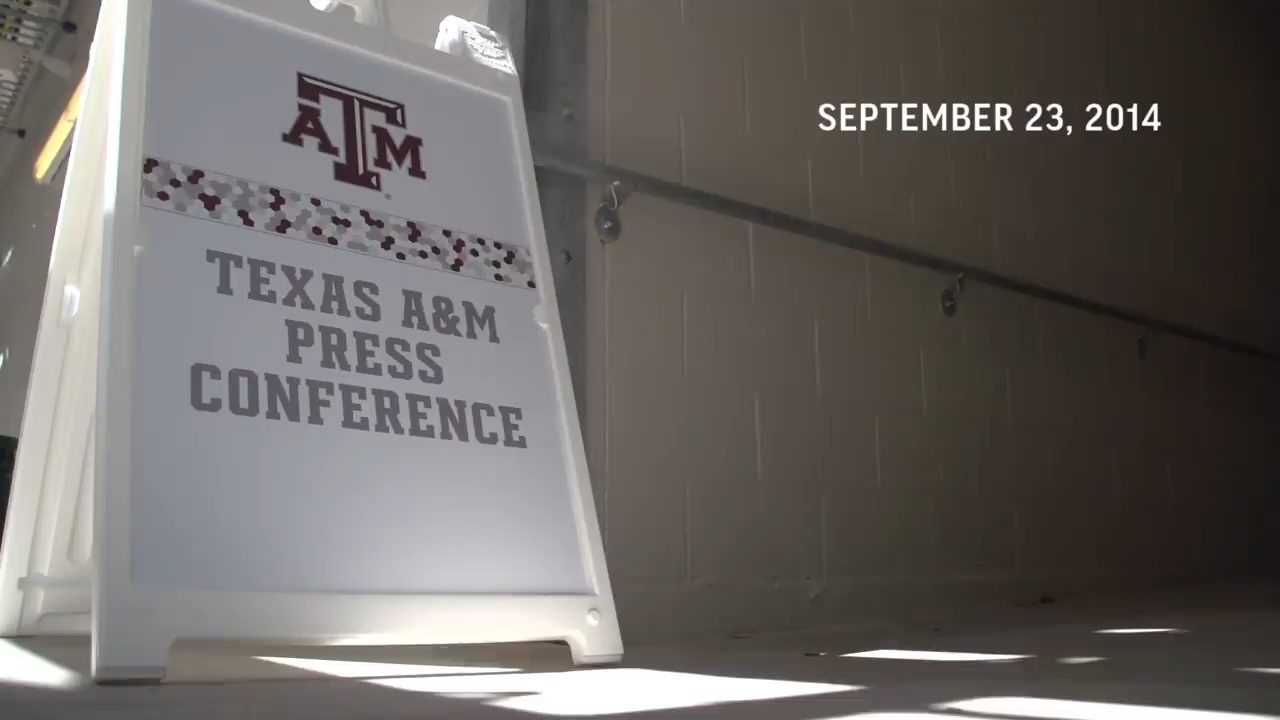 ATM
SEPTEMBER 23, 2014
TEXAS A&M
PRESS
CONFERENCE